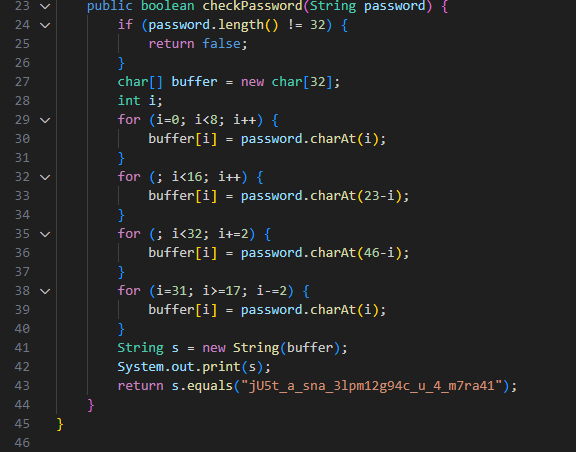 23 public boolean checkPassword(String password) {
24 if (password.length() != 32) {
25 return false;
26 }
27 char[] buffer = new char[32];
28 int i;
29 for (i=0; i<8; i++) {
30 buffer[i] = password.charAt(i);
31 }
32 for (; i<16; i++) {
33 buffer[i] = password.charAt(23-i);
34 }
35 for (; i<32; i+=2) {
36 buffer[i] = password.charAt(46-i);
37 }
38 for (i=31; i>=17; i-=2) {
39 buffer[i] = password.charAt(i);
40 }
41 String s = new String(buffer);
42 System.out.print(s);
43 return s.equals("jU5t_a_sna_3lpm12g94c_u_4_m7ra41");
44 }
45 }
46